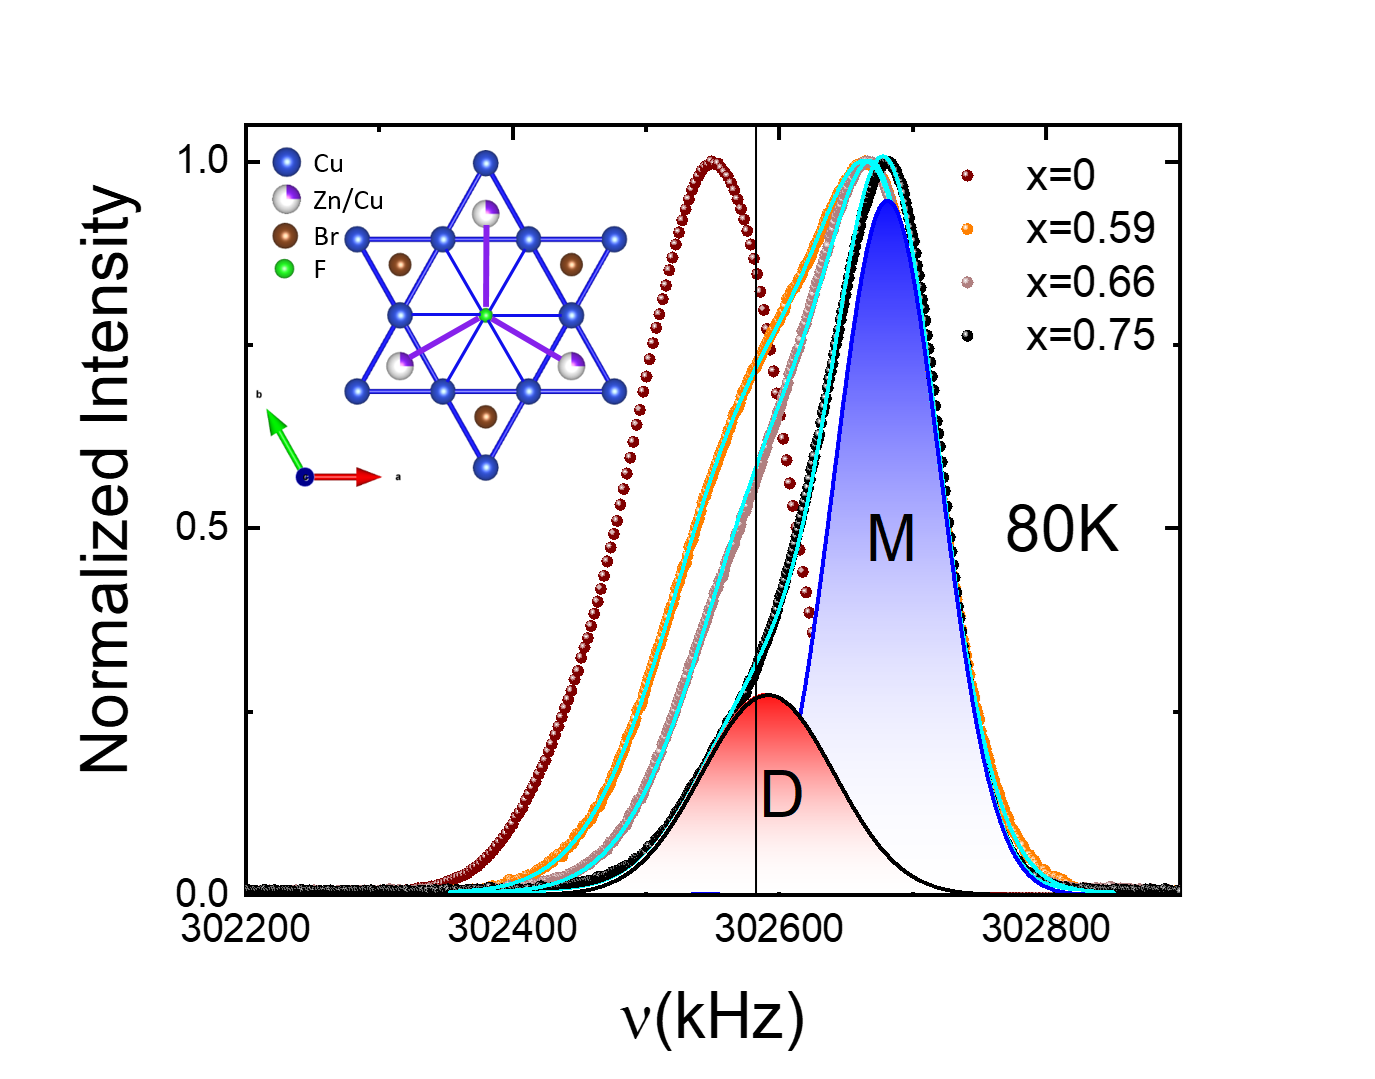 Normalized Intensity
1.0
0.5
0.0
302200
302400
302600
302800
ν(kHz)
Cu
Zn/Cu
Br
F
b
a
x=0
x=0.59
x=0.66
x=0.75
80K
M
D